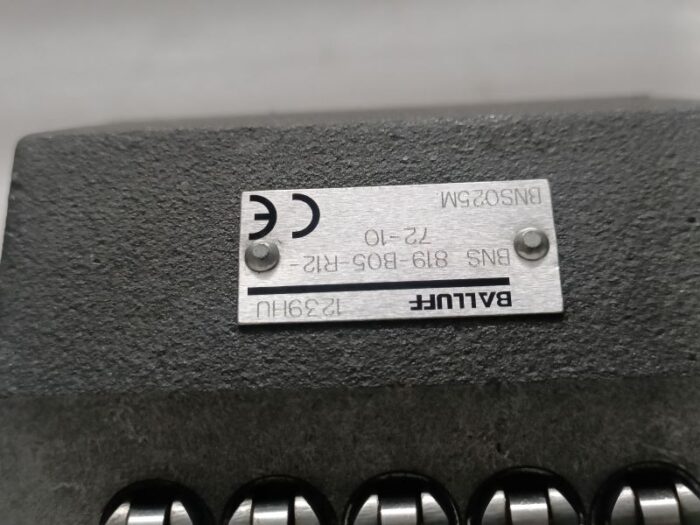 BALLUFF 1239HU
BNS 819-B05-R12-
72-10
BNS025M
CE